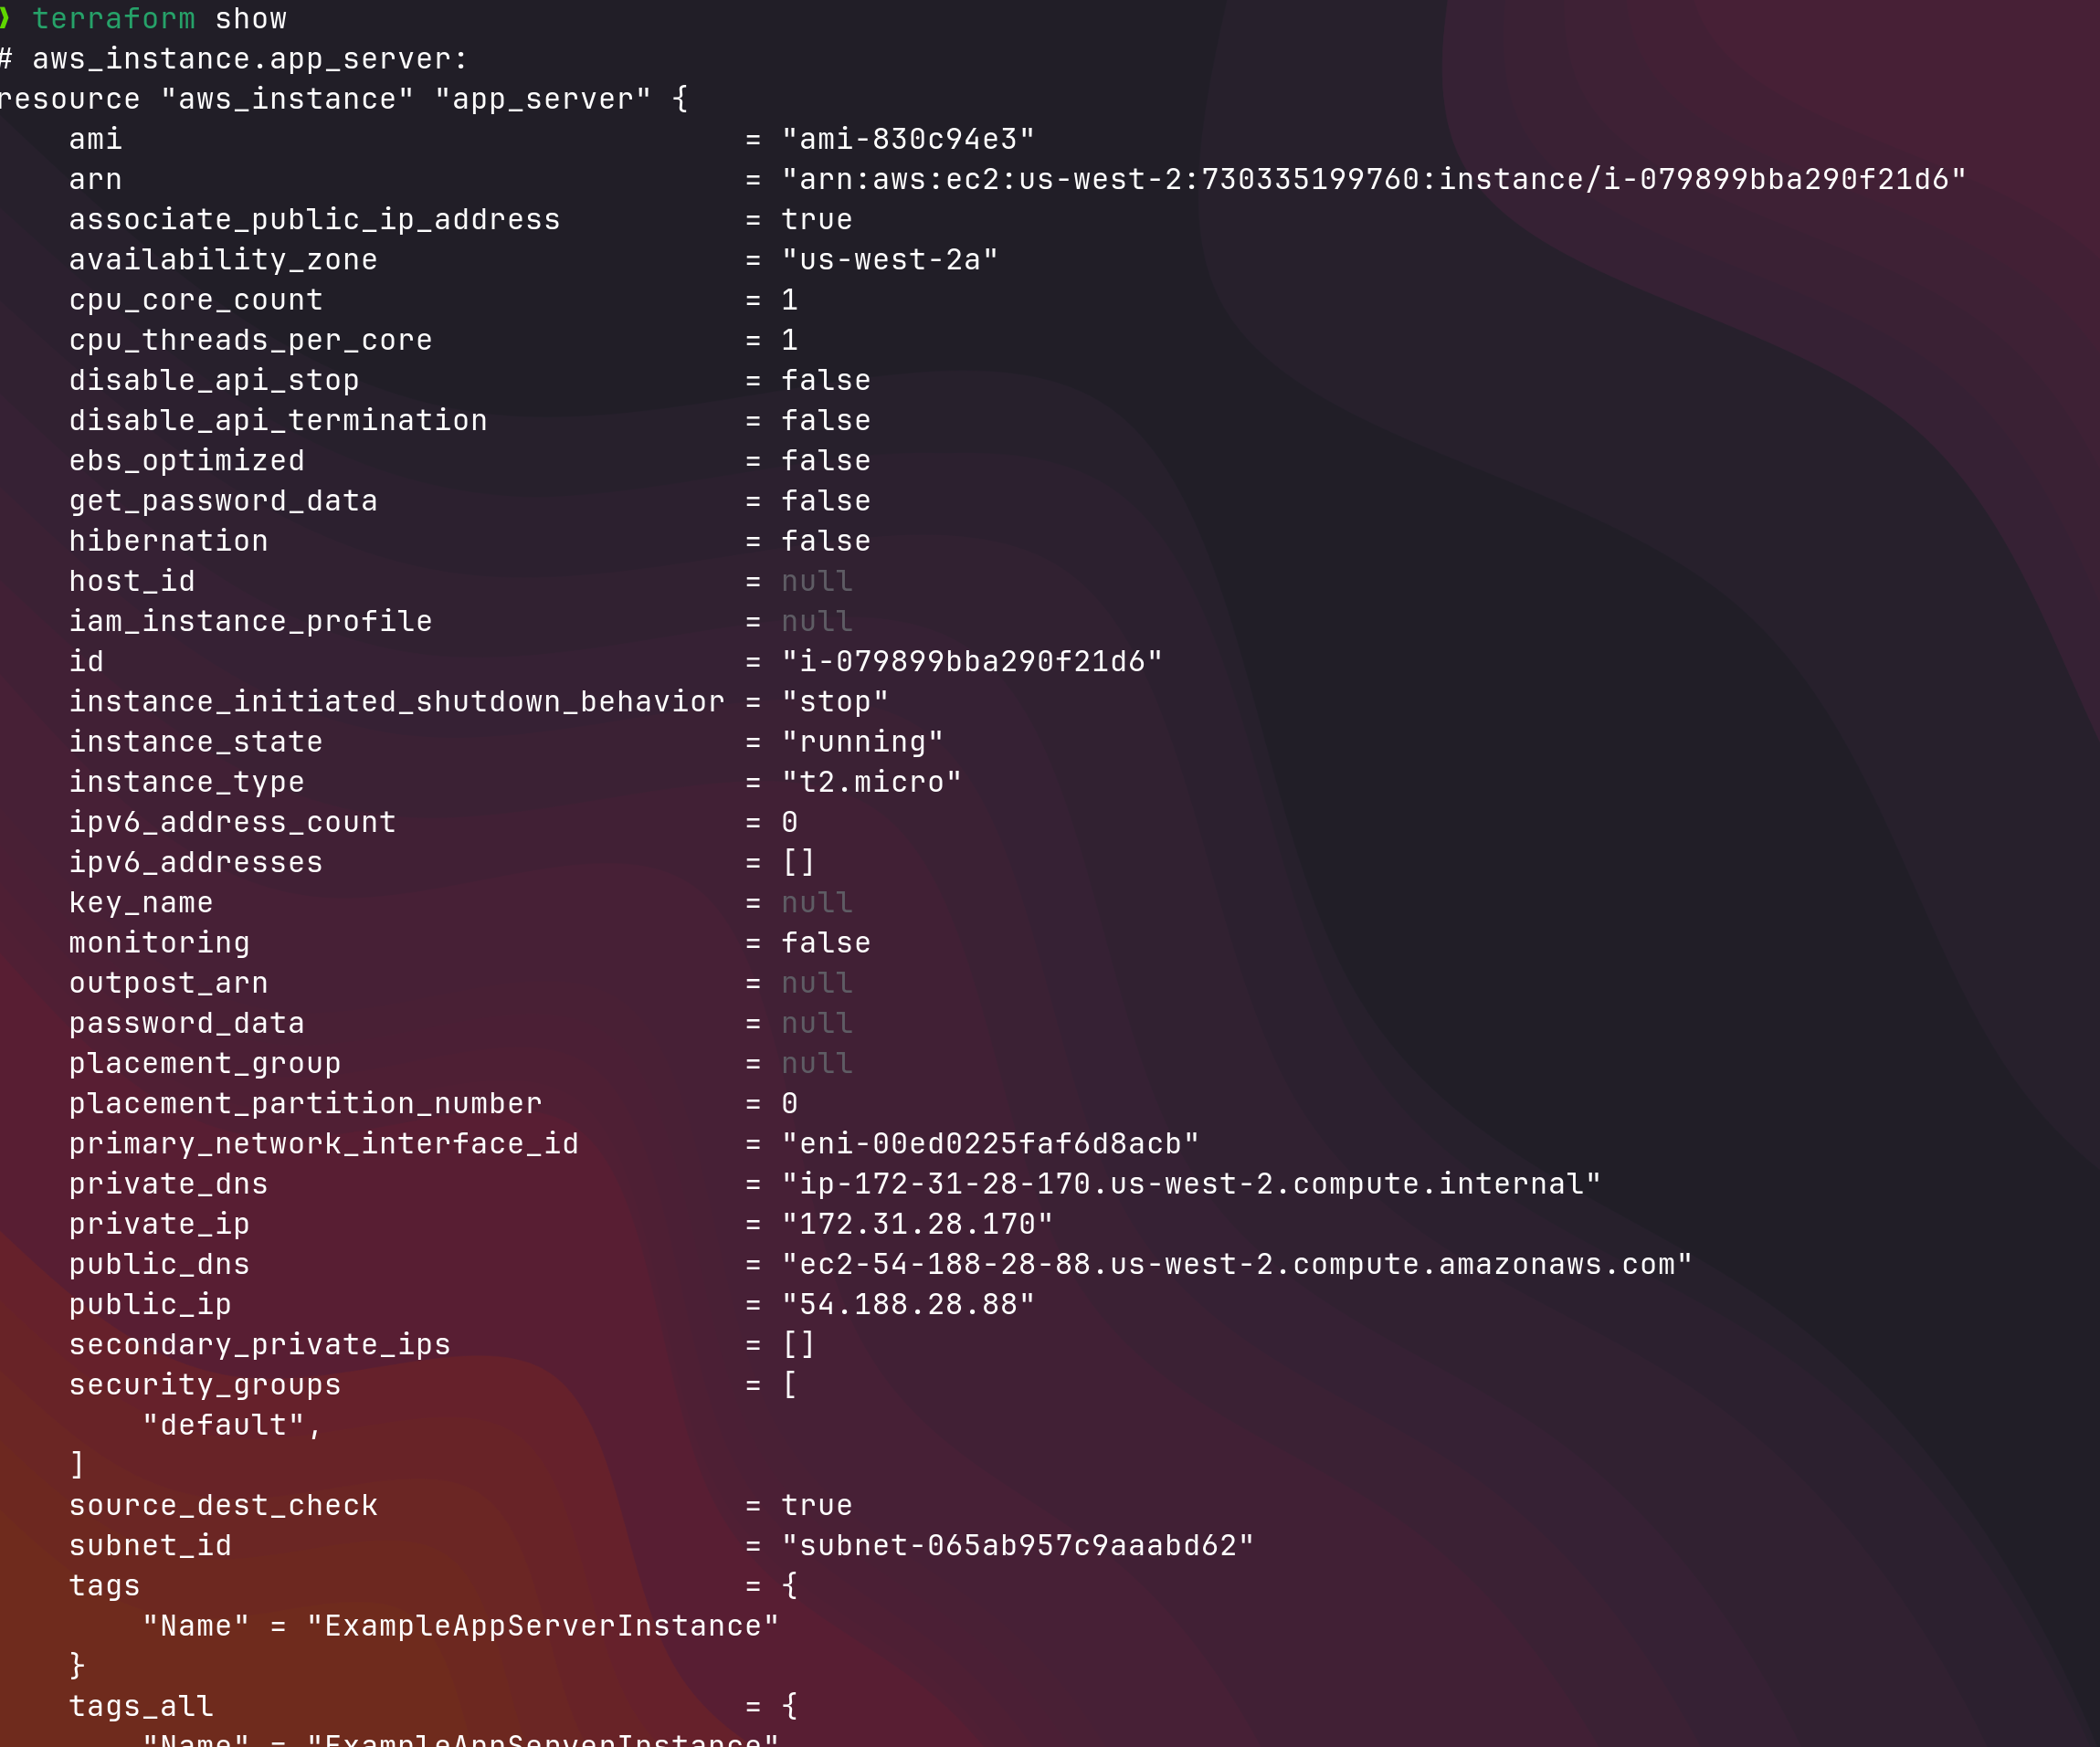 ❯ terraform show
# aws_instance.app_server:
resource "aws_instance" "app_server" {
    ami                                  = "ami-830c94e3"
    arn                                  = "arn:aws:ec2:us-west-2:730335199760:instance/i-079899bba290f21d6"
    associate_public_ip_address          = true
    availability_zone                    = "us-west-2a"
    cpu_core_count                       = 1
    cpu_threads_per_core                 = 1
    disable_api_stop                     = false
    disable_api_termination              = false
    ebs_optimized                        = false
    get_password_data                    = false
    hibernation                          = false
    host_id                              = null
    iam_instance_profile                 = null
    id                                   = "i-079899bba290f21d6"
    instance_initiated_shutdown_behavior = "stop"
    instance_state                       = "running"
    instance_type                        = "t2.micro"
    ipv6_address_count                   = 0
    ipv6_addresses                       = []
    key_name                             = null
    monitoring                           = false
    outpost_arn                          = null
    password_data                        = null
    placement_group                      = null
    placement_partition_number           = 0
    primary_network_interface_id         = "eni-00ed0225faf6d8acb"
    private_dns                          = "ip-172-31-28-170.us-west-2.compute.internal"
    private_ip                           = "172.31.28.170"
    public_dns                           = "ec2-54-188-28-88.us-west-2.compute.amazonaws.com"
    public_ip                            = "54.188.28.88"
    secondary_private_ips                = []
    security_groups                      = [
        "default",
    ]
    source_dest_check                    = true
    subnet_id                            = "subnet-065ab957c9aaabd62"
    tags                                 = {
        "Name" = "ExampleAppServerInstance"
    }
    tags_all                             = {
        "Name" = "ExampleAppServerInstance"